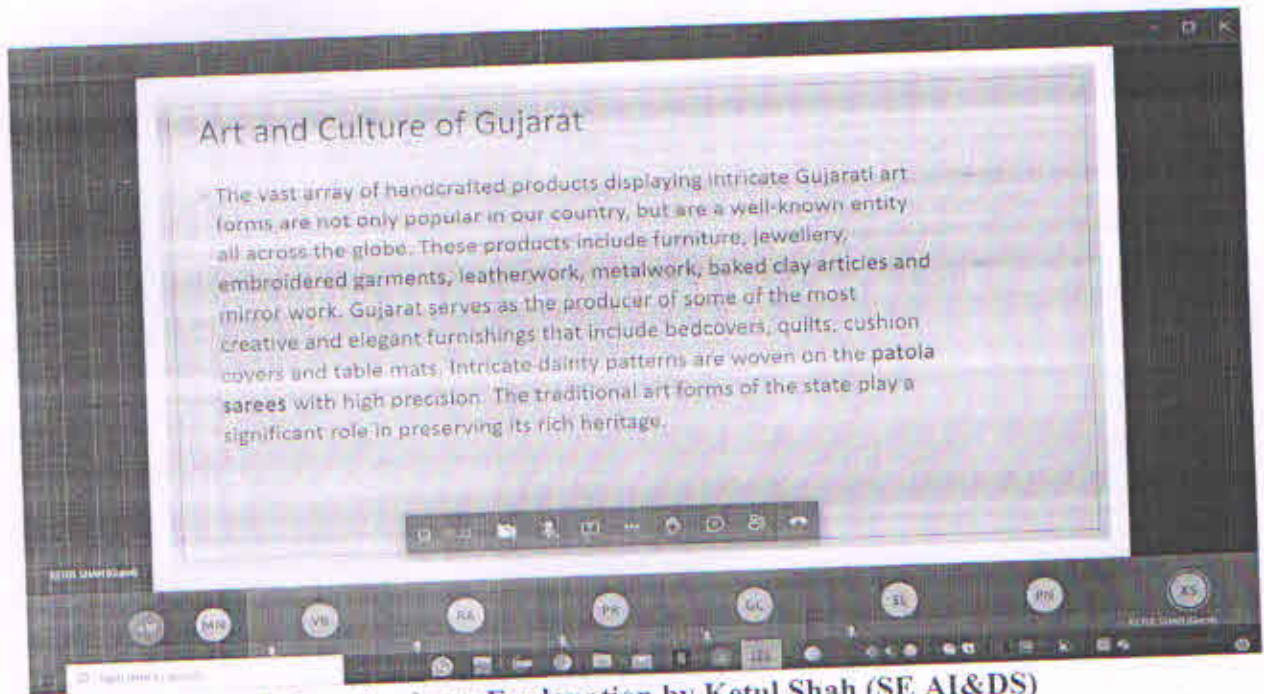 Art and Culture of Gujarat
The vast array of handcrafted products displaying intricate Gujarati art
forms are not only popular in our country, but are a well-known entity
all across the globe. These products include furniture, jewellery,
embroidered garments, leatherwork, metalwork, baked clay articles and
mirror work. Gujarat serves as the producer of some of the most
creative and elegant furnishings that include bedcovers, quilts, cushion
covers and table mats. Intricate dainty patterns are woven on the patola
sarees with high precision. The traditional art forms of the state play a
significant role in preserving its rich heritage.
MN VB RA PR GC EL PN KS
by Ketul Shah (SE AI&DS)